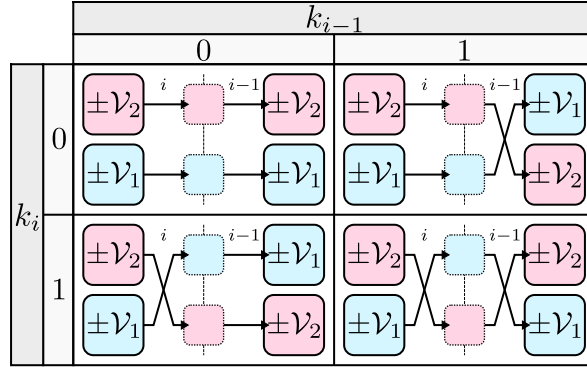 k_{i-1}
0 1
i i-1 i i-1
±𝒱₂ ±𝒱₂ ±𝒱₂ ±𝒱₁
0
±𝒱₁ ±𝒱₁ ±𝒱₁ ±𝒱₂
k_i
i i-1 i i-1
±𝒱₂ ±𝒱₁ ±𝒱₂ ±𝒱₂
1
±𝒱₁ ±𝒱₂ ±𝒱₁ ±𝒱₁